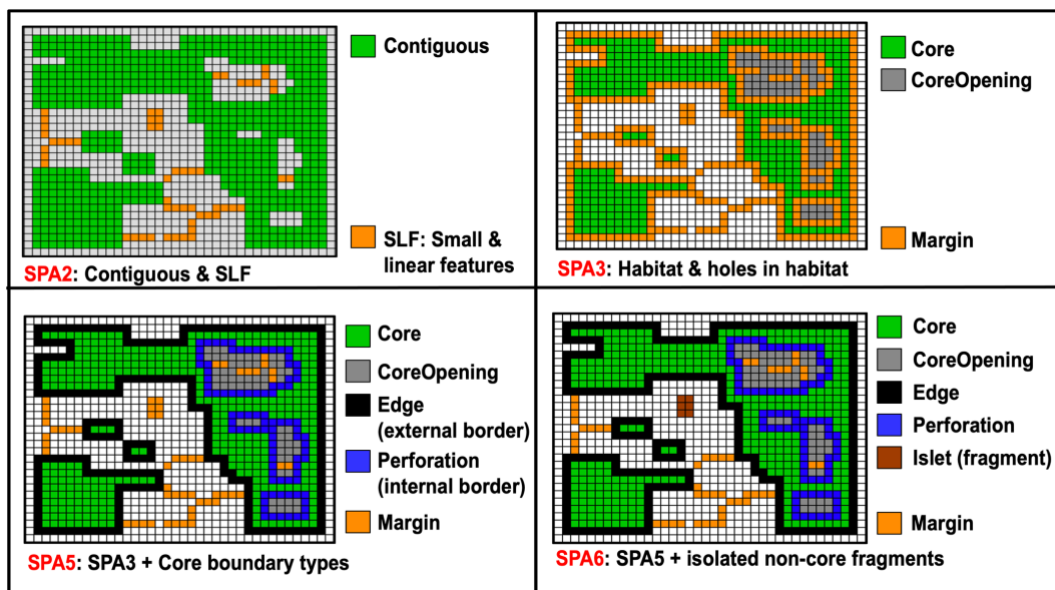 Contiguous
SLF: Small &
linear features
SPA2: Contiguous & SLF
Core
CoreOpening
Margin
SPA3: Habitat & holes in habitat
Core
CoreOpening
Edge
(external border)
Perforation
(internal border)
Margin
SPA5: SPA3 + Core boundary types
Core
CoreOpening
Edge
Perforation
Islet (fragment)
Margin
SPA6: SPA5 + isolated non-core fragments